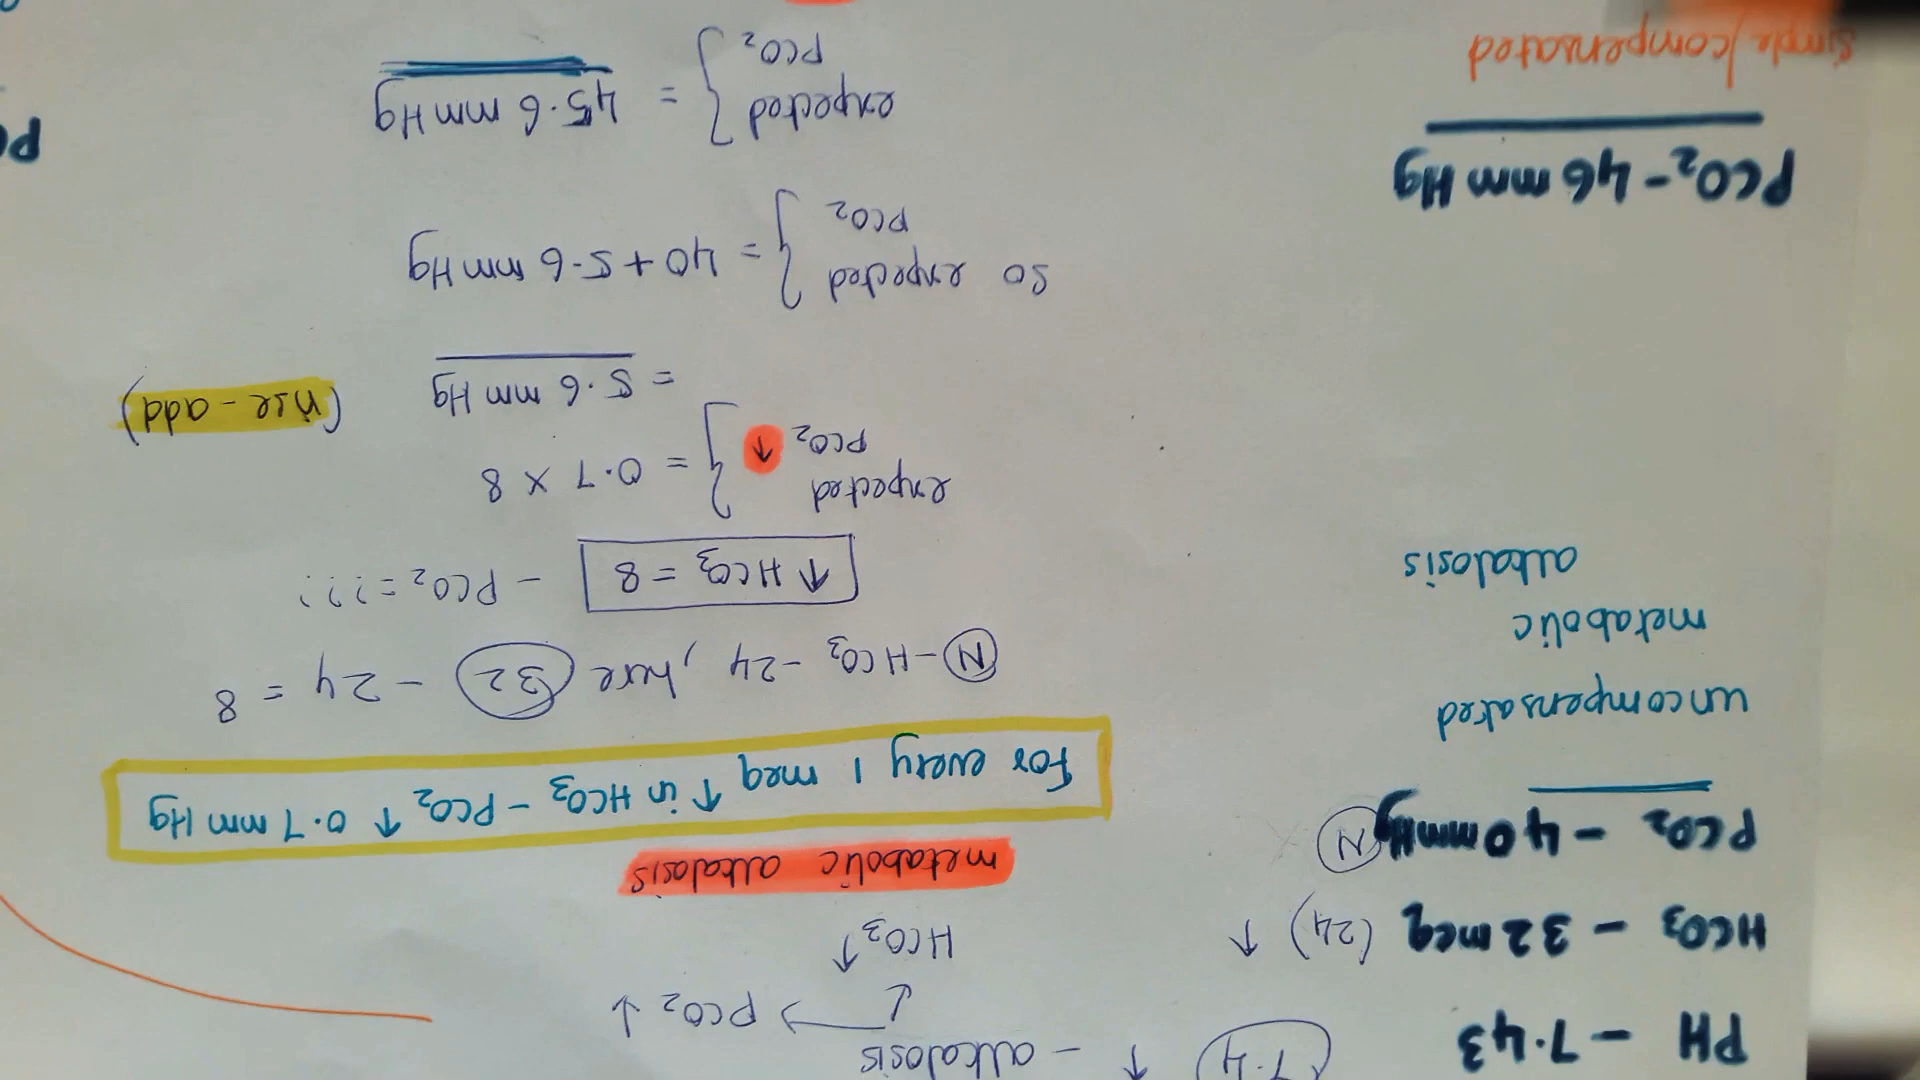 PH - 7.43
HCO3 - 32 meq (24) ↑
PCO2 - 40 mmHg N
uncompensated
metabolic
alkalosis
PCO2 - 46 mm Hg
simple/compensated
7.4 ↑ - alkalosis
→ PCO2 ↓
HCO3 ↑
metabolic alkalosis
For every 1 meq ↑ in HCO3 - PCO2 ↑ 0.7 mm Hg
N - HCO3 - 24, here 32 - 24 = 8
↑ HCO3 = 8 - PCO2 = ???
expected
PCO2 ↑ } = 0.7 x 8
= 5.6 mm Hg (rise - add)
so expected
PCO2 } = 40 + 5.6 mm Hg
expected
PCO2 } = 45.6 mm Hg